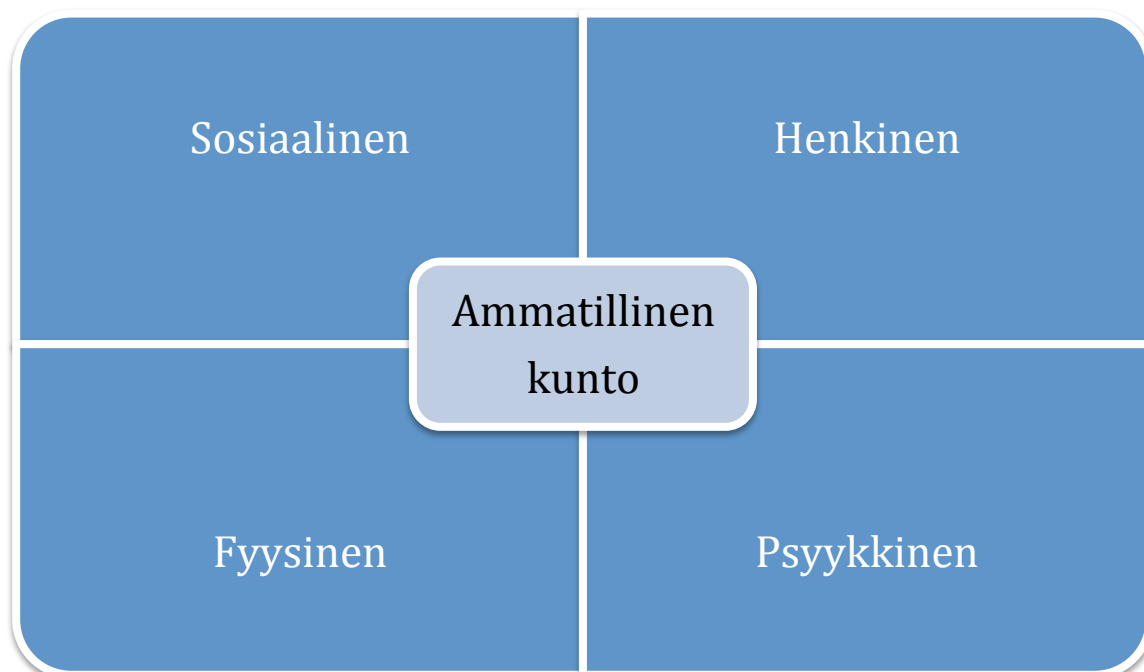 Sosiaalinen
Henkinen
Ammatillinen
kunto
Fyysinen
Psyykkinen